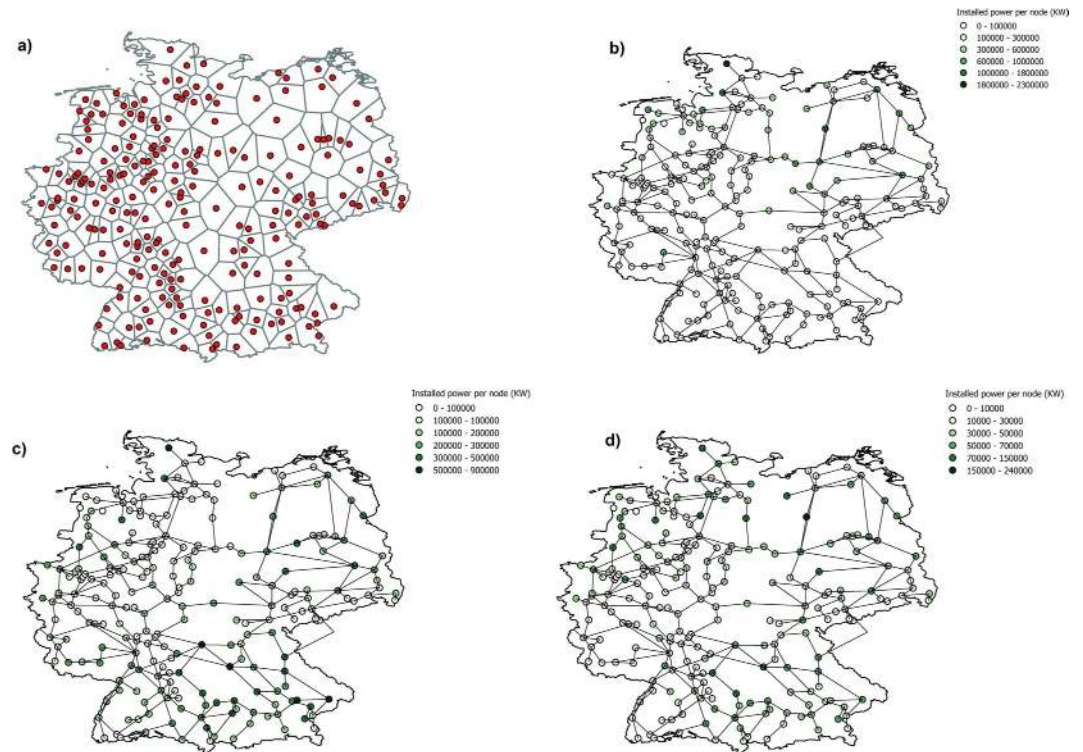 a)
b)
Installed power per node (KW)
0 - 100000
100000 - 300000
300000 - 600000
600000 - 1000000
1000000 - 1800000
1800000 - 2300000
c)
Installed power per node (KW)
0 - 100000
100000 - 100000
100000 - 200000
200000 - 300000
300000 - 500000
500000 - 900000
d)
Installed power per node (KW)
0 - 10000
10000 - 30000
30000 - 50000
50000 - 70000
70000 - 150000
150000 - 240000